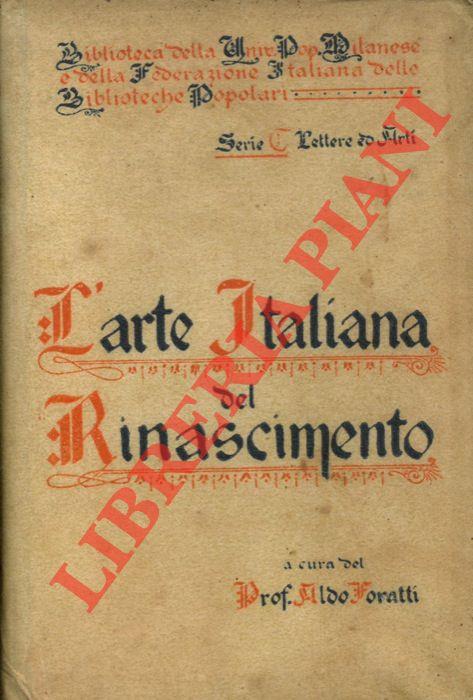 Biblioteca della Univ. Pop. Milanese
e della Federazione Italiana delle
Biblioteche Popolari
Serie C Lettere ed Arti
L'arte Italiana
del
Rinascimento
a cura del
Prof. Aldo Foratti
LIBRERIA PIANI